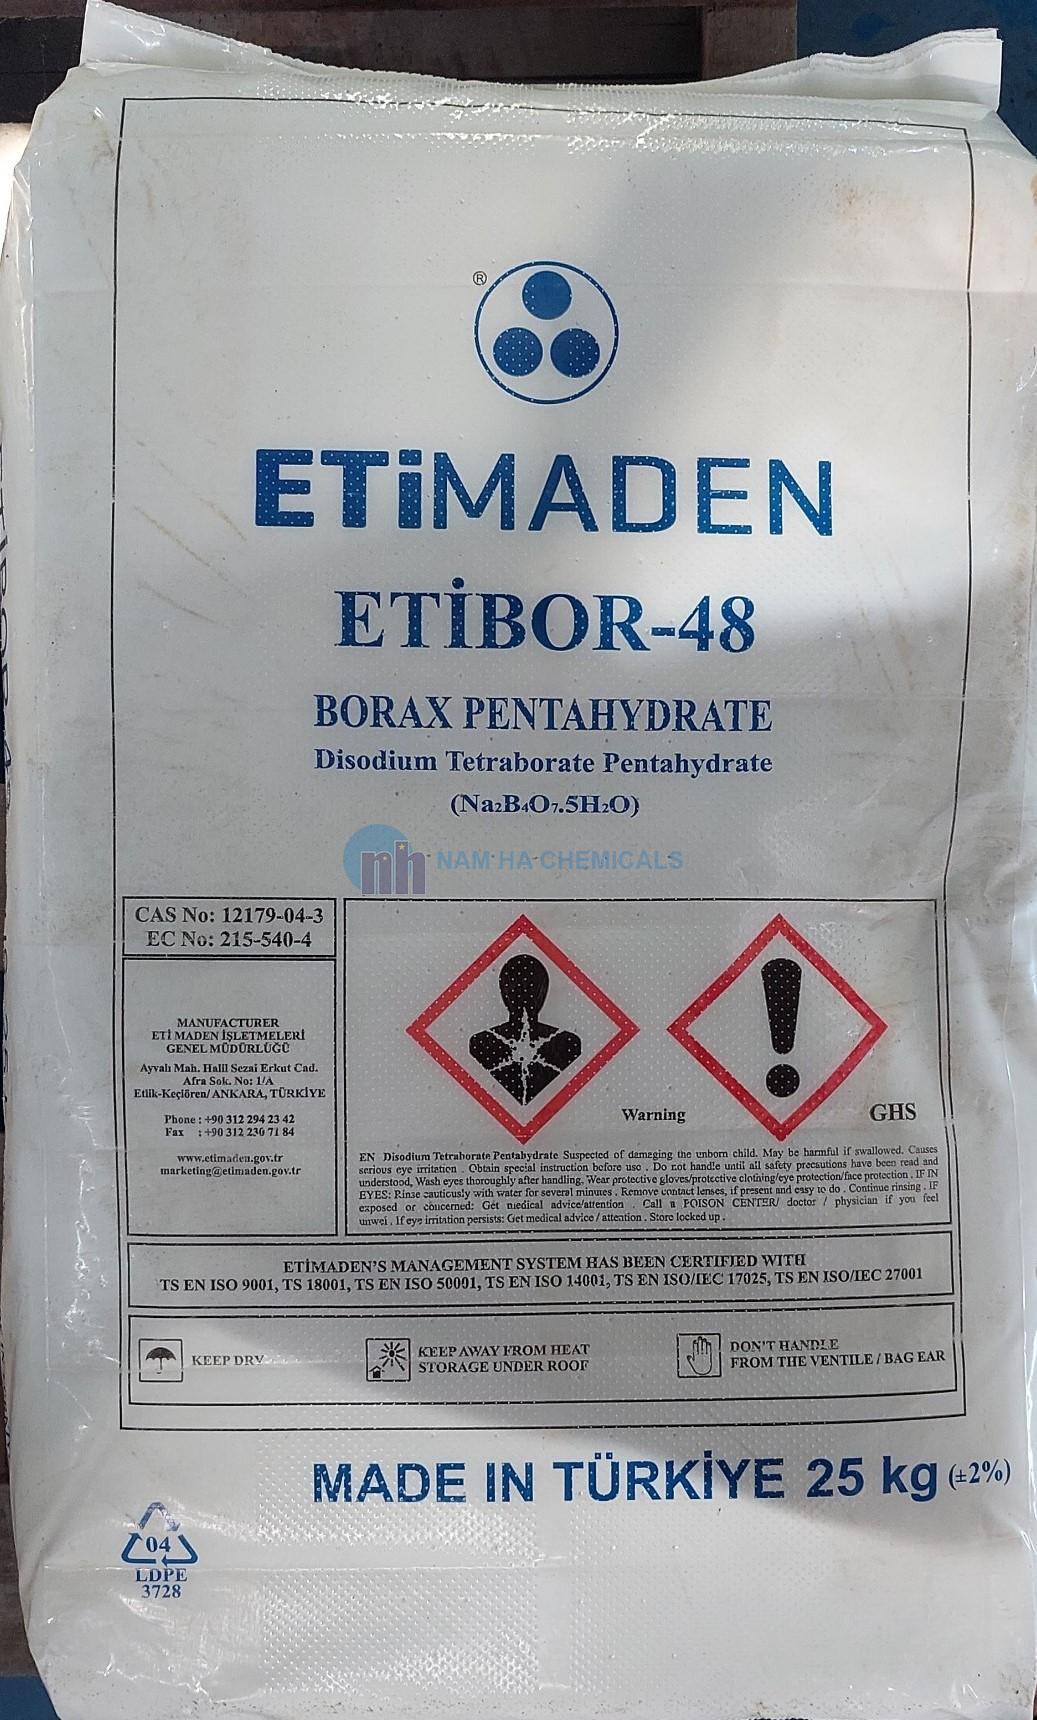 ®
ETiMADEN
ETİBOR-48
BORAX PENTAHYDRATE
Disodium Tetraborate Pentahydrate
(Na₂B₄O₇.5H₂O)
nh NAM HA CHEMICALS
CAS No: 12179-04-3
EC No: 215-540-4
MANUFACTURER
ETİ MADEN İŞLETMELERİ
GENEL MÜDÜRLÜĞÜ
Ayvalı Mah. Halil Sezai Erkut Cad.
Afra Sok. No: 1/A
Etlik-Keçiören/ ANKARA, TÜRKİYE
Phone : +90 312 294 23 42
Fax : +90 312 230 71 84
www.etimaden.gov.tr
marketing@etimaden.gov.tr
Warning
GHS
EN Disodium Tetraborate Pentabydrate Suspected of damaging the unborn child. May be harmful if swallowed. Causes
serious eye irritation . Obtain special instruction before use . Do not handle until all safety precautions have been read and
understood, Wash eyes thoroughly after handling. Wear protective gloves/protective clothing/eye protection/face protection . IF IN
EYES: Rinse cautiously with water for several minutes . Remove contact lenses, if present and easy to do . Continue rinsing . IF
exposed or concerned: Get medical advice/attention . Call a POISON CENTER/ doctor / physician if you feel
unwel . If eye irritation persists: Get medical advice / attention . Store locked up .
ETİMADEN'S MANAGEMENT SYSTEM HAS BEEN CERTIFIED WITH
TS EN ISO 9001, TS 18001, TS EN ISO 50001, TS EN ISO 14001, TS EN ISO/IEC 17025, TS EN ISO/IEC 27001
KEEP DRY
KEEP AWAY FROM HEAT
STORAGE UNDER ROOF
DON'T HANDLE
FROM THE VENTILE / BAG EAR
MADE IN TÜRKİYE 25 kg (±2%)
04
LDPE
3728